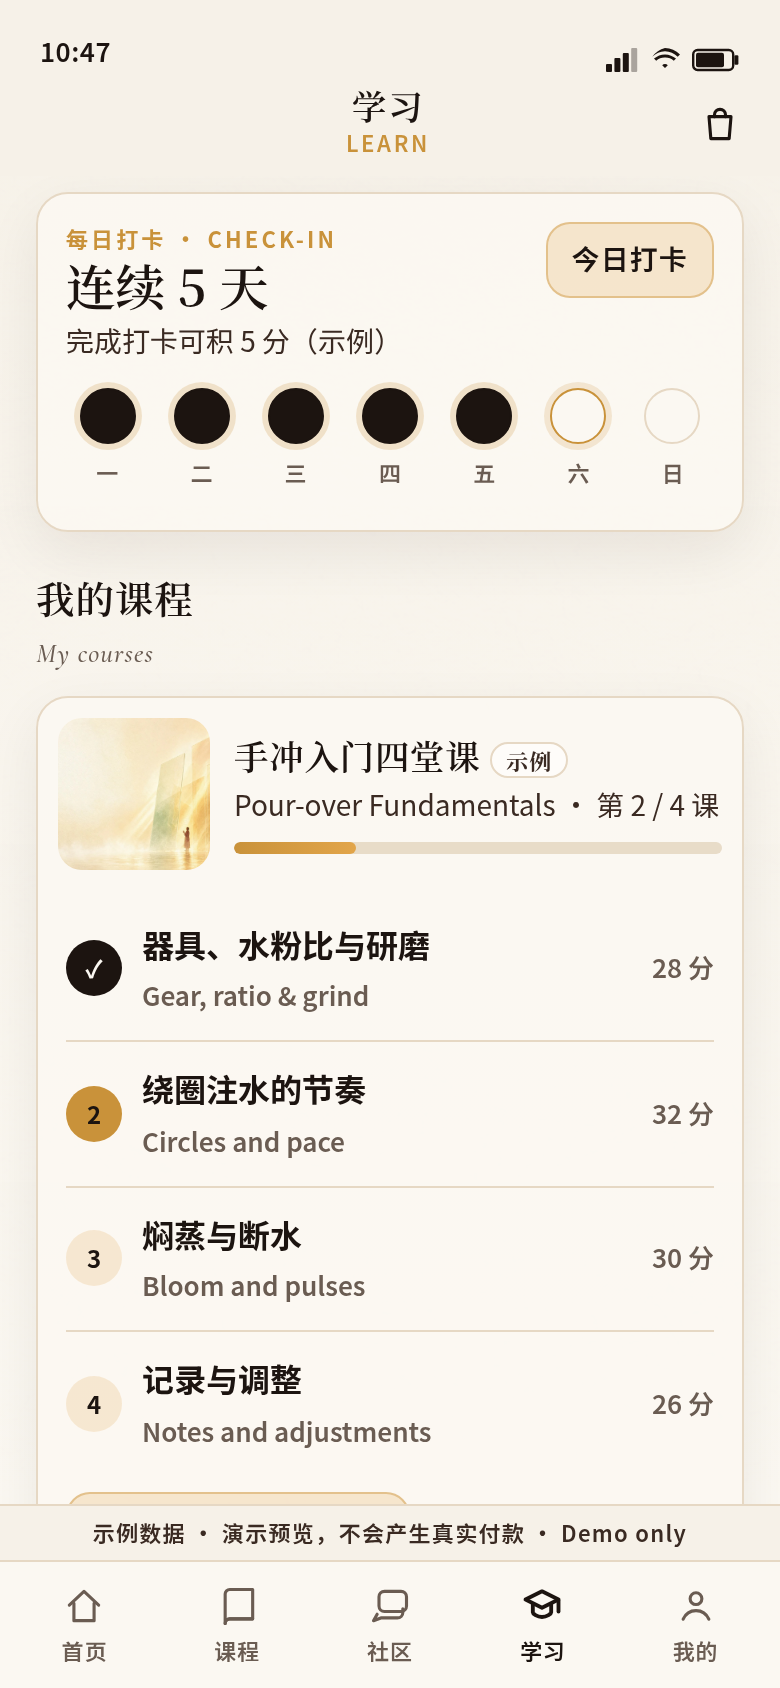 10:47
学习
LEARN
每日打卡 · CHECK-IN
连续 5 天
今日打卡
完成打卡可积 5 分（示例）
一 二 三 四 五 六 日
我的课程
My courses
手冲入门四堂课 示例
Pour-over Fundamentals · 第 2 / 4 课
✓ 器具、水粉比与研磨
Gear, ratio & grind
28 分
2 绕圈注水的节奏
Circles and pace
32 分
3 焖蒸与断水
Bloom and pulses
30 分
4 记录与调整
Notes and adjustments
26 分
示例数据 · 演示预览，不会产生真实付款 · Demo only
首页 课程 社区 学习 我的